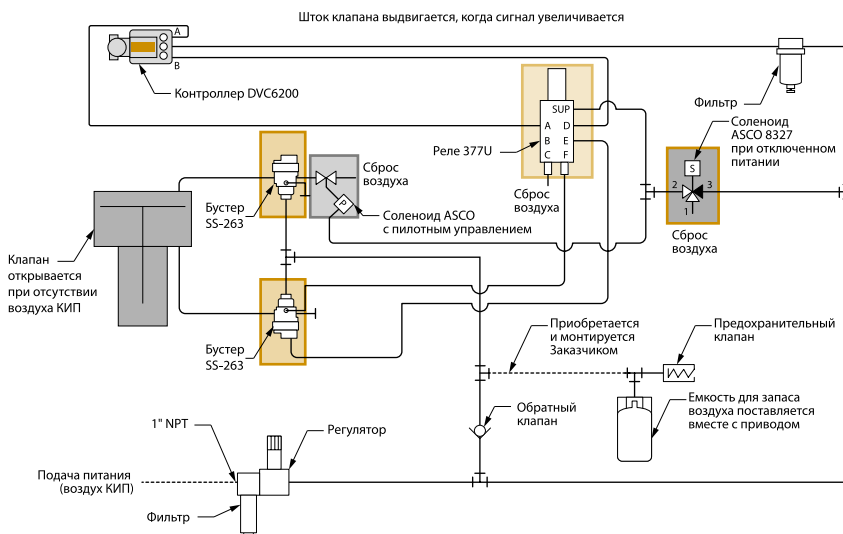 Шток клапана выдвигается, когда сигнал увеличивается
A
B
Контроллер DVC6200
Фильтр
SUP
A D
B E
C F
Реле 377U
Сброс
воздуха
Соленоид
ASCO 8327
при отключенном
питании
S
2
3
1
Сброс
воздуха
Сброс
воздуха
P
Бустер
SS-263
Соленоид ASCO
с пилотным управлением
Клапан
открывается
при отсутствии
воздуха КИП
Бустер
SS-263
Приобретается
и монтируется
Заказчиком
Предохранительный
клапан
Обратный
клапан
Емкость для запаса
воздуха поставляется
вместе с приводом
1" NPT
Регулятор
Подача питания
(воздух КИП)
Фильтр